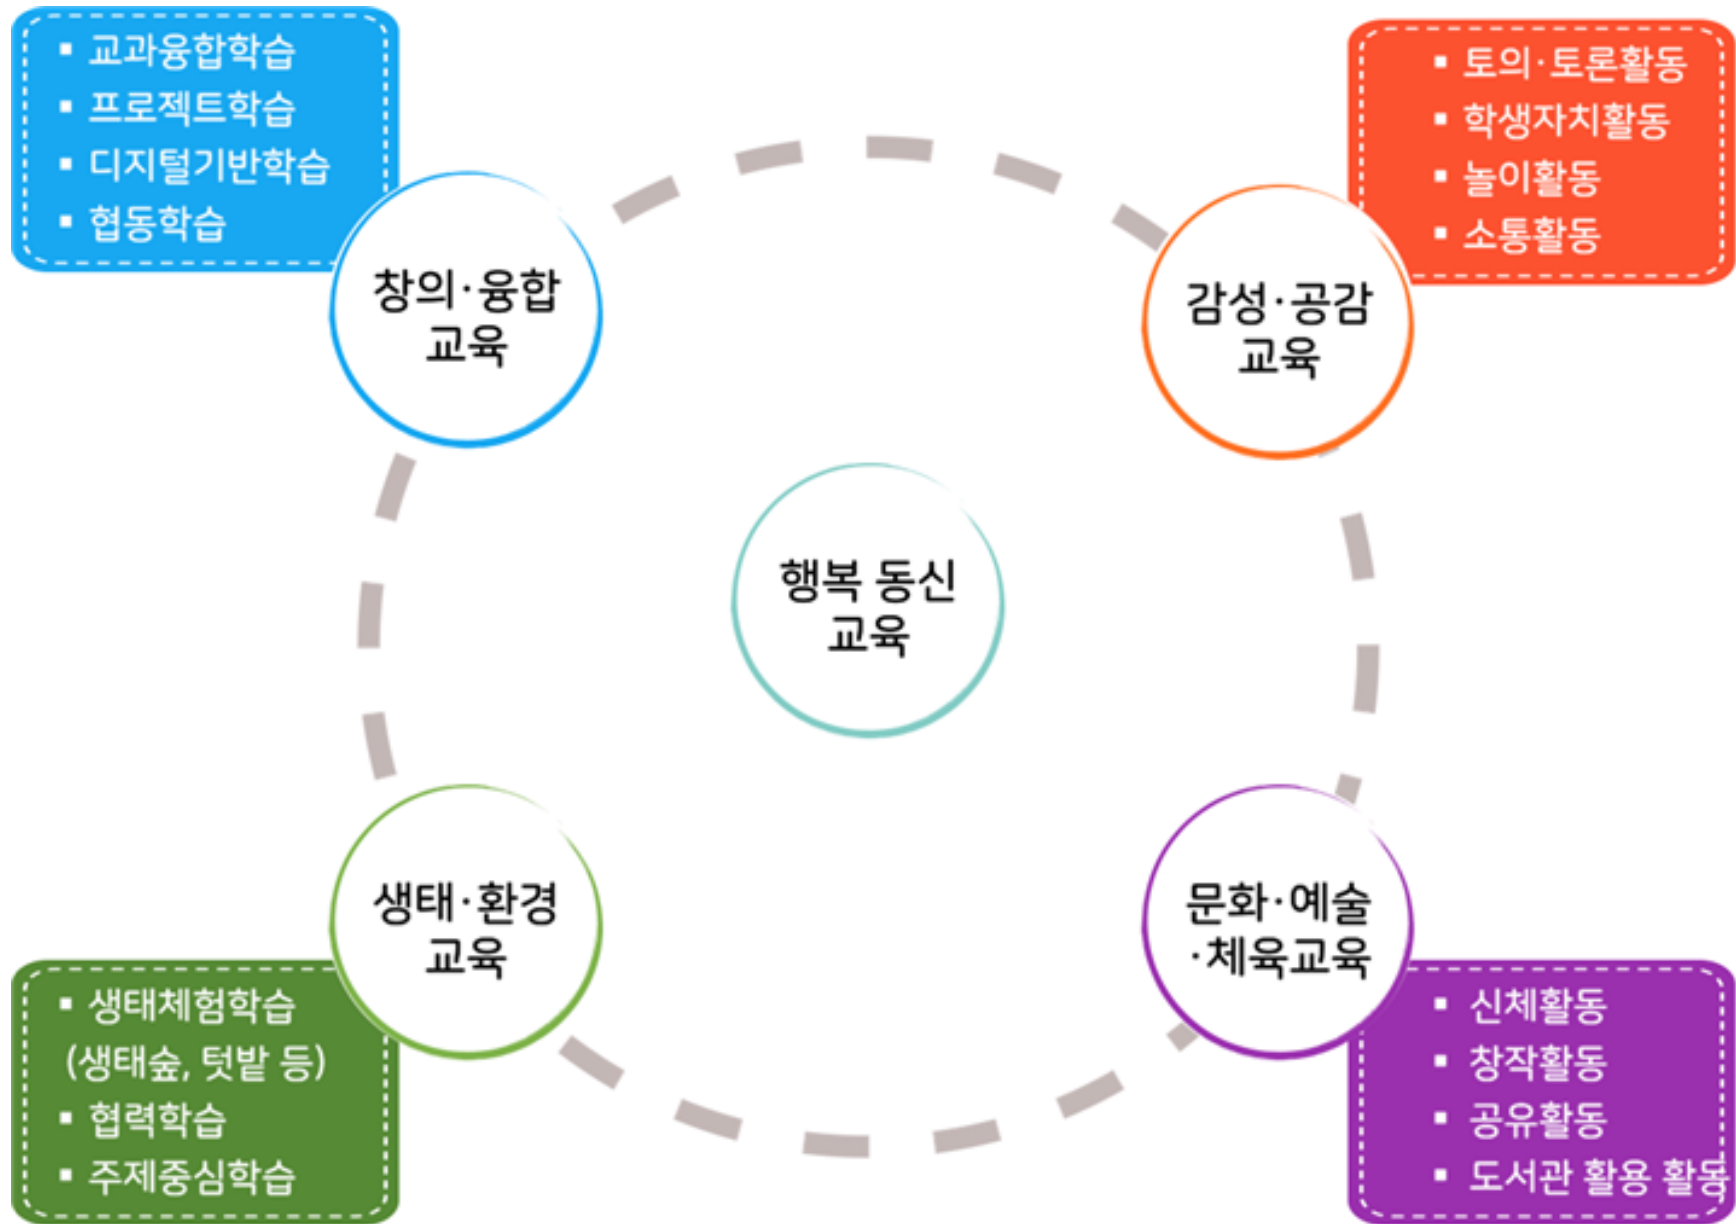 ▪ 교과융합학습
▪ 프로젝트학습
▪ 디지털기반학습
▪ 협동학습
창의·융합
교육
▪ 토의·토론활동
▪ 학생자치활동
▪ 놀이활동
▪ 소통활동
감성·공감
교육
행복 동신
교육
생태·환경
교육
▪ 생태체험학습
(생태숲, 텃밭 등)
▪ 협력학습
▪ 주제중심학습
문화·예술
·체육교육
▪ 신체활동
▪ 창작활동
▪ 공유활동
▪ 도서관 활용 활동